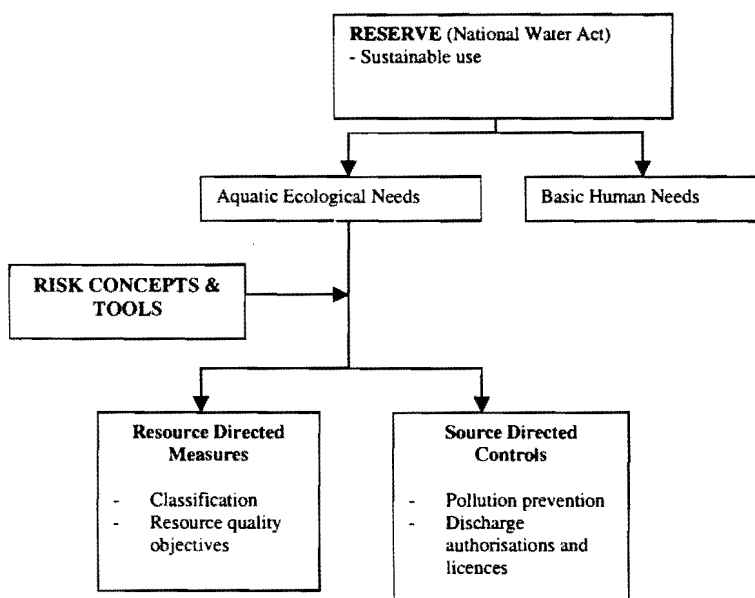 RESERVE (National Water Act)
- Sustainable use
Aquatic Ecological Needs
Basic Human Needs
RISK CONCEPTS &
TOOLS
Resource Directed
Measures
- Classification
- Resource quality
objectives
Source Directed
Controls
- Pollution prevention
- Discharge
authorisations and
licences